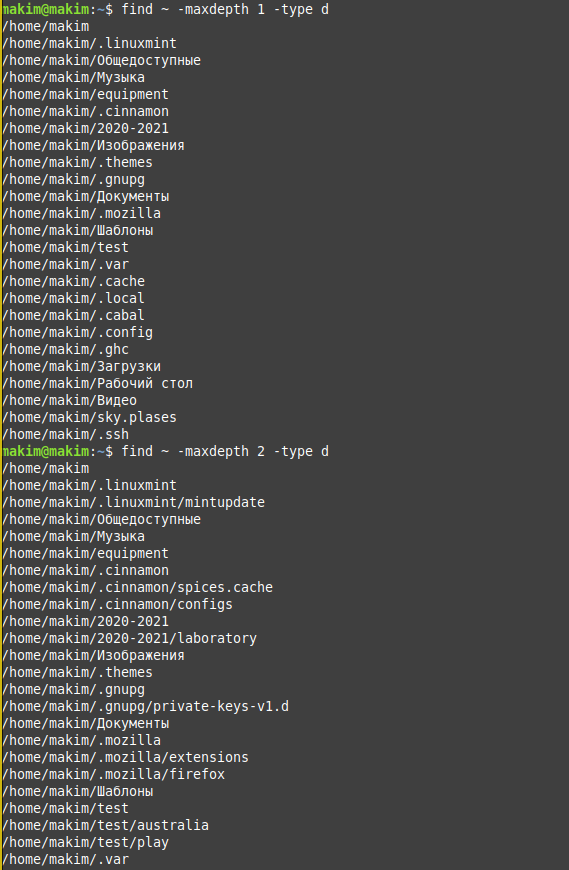 makim@makim:~$ find ~ -maxdepth 1 -type d
/home/makim
/home/makim/.linuxmint
/home/makim/Общедоступные
/home/makim/Музыка
/home/makim/equipment
/home/makim/.cinnamon
/home/makim/2020-2021
/home/makim/Изображения
/home/makim/.themes
/home/makim/.gnupg
/home/makim/Документы
/home/makim/.mozilla
/home/makim/Шаблоны
/home/makim/test
/home/makim/.var
/home/makim/.cache
/home/makim/.local
/home/makim/.cabal
/home/makim/.config
/home/makim/.ghc
/home/makim/Загрузки
/home/makim/Рабочий стол
/home/makim/Видео
/home/makim/sky.plases
/home/makim/.ssh
makim@makim:~$ find ~ -maxdepth 2 -type d
/home/makim
/home/makim/.linuxmint
/home/makim/.linuxmint/mintupdate
/home/makim/Общедоступные
/home/makim/Музыка
/home/makim/equipment
/home/makim/.cinnamon
/home/makim/.cinnamon/spices.cache
/home/makim/.cinnamon/configs
/home/makim/2020-2021
/home/makim/2020-2021/laboratory
/home/makim/Изображения
/home/makim/.themes
/home/makim/.gnupg
/home/makim/.gnupg/private-keys-v1.d
/home/makim/Документы
/home/makim/.mozilla
/home/makim/.mozilla/extensions
/home/makim/.mozilla/firefox
/home/makim/Шаблоны
/home/makim/test
/home/makim/test/australia
/home/makim/test/play
/home/makim/.var